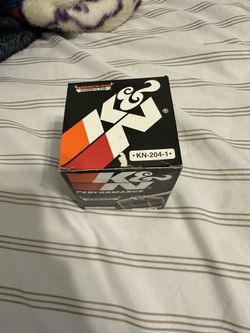 K&N®
• KN-204-1 •
K&N
PERFORMANCE